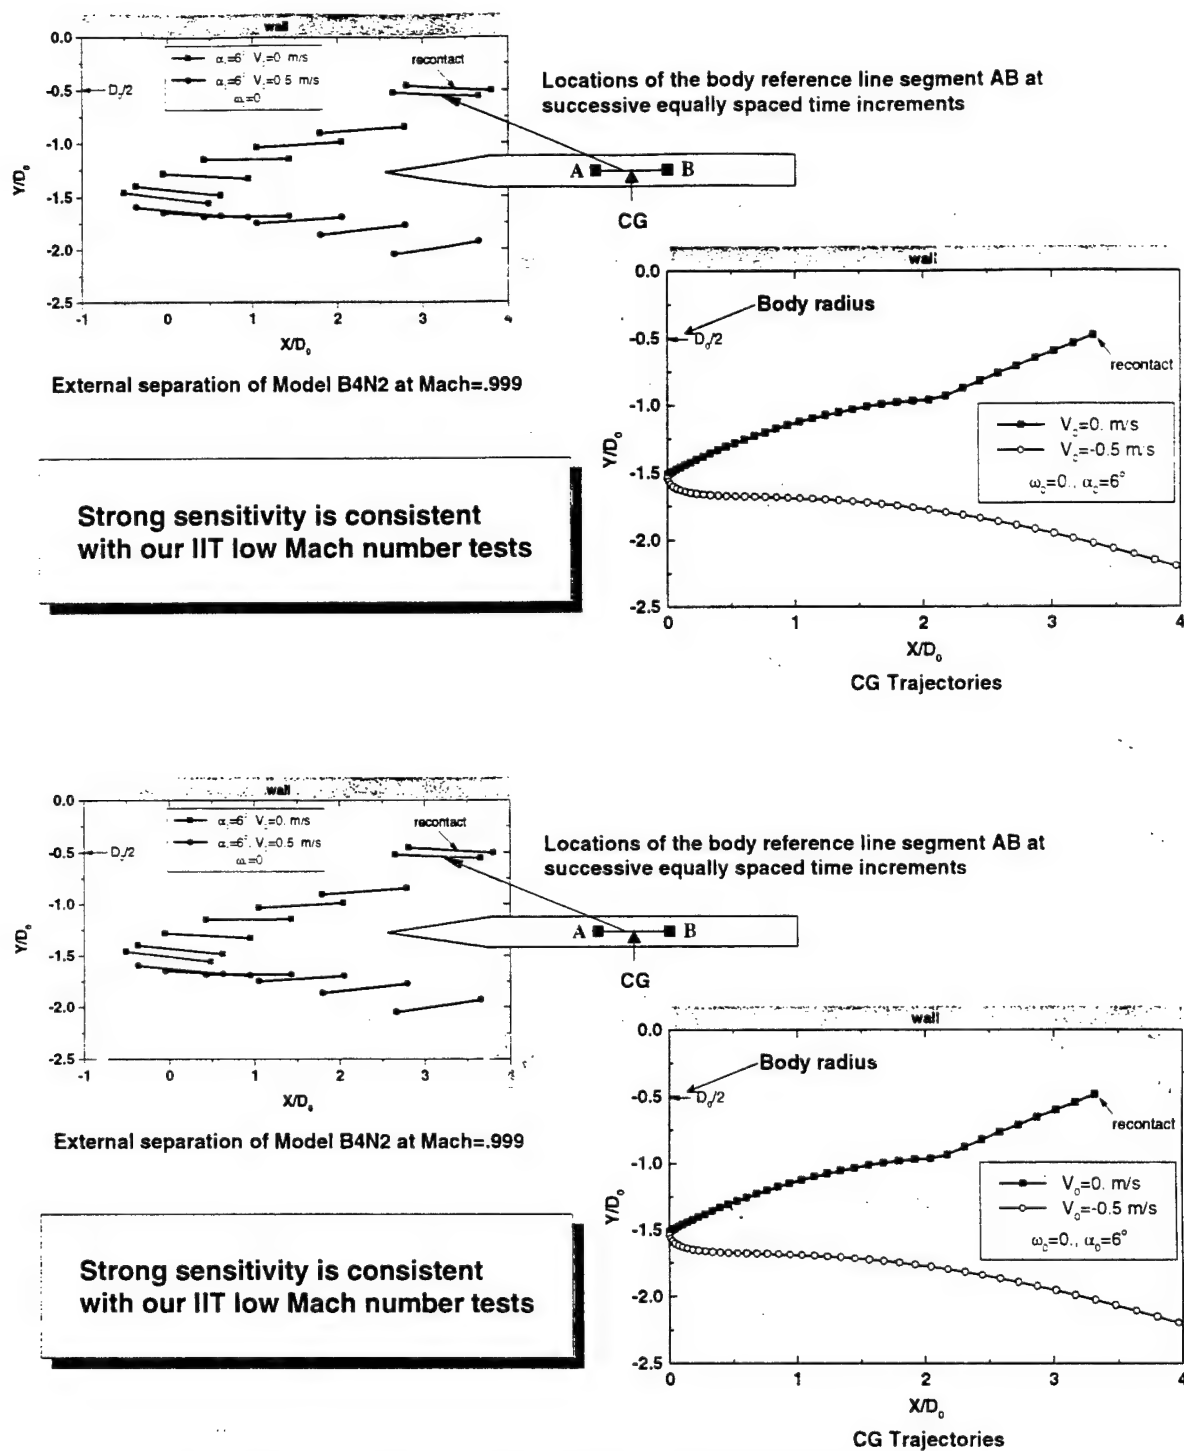 wall
0.0
-0.5
-1.0
-1.5
-2.0
-2.5
Y/D₀
α =6° V =0 m/s
α =6° V =0.5 m/s
ω =0
D₀/2
recontact
-1 0 1 2 3 4
X/D₀
Locations of the body reference line segment AB at
successive equally spaced time increments
A B
CG
External separation of Model B4N2 at Mach=.999
Strong sensitivity is consistent
with our IIT low Mach number tests
wall
0.0
-0.5
-1.0
-1.5
-2.0
-2.5
Y/D₀
Body radius
D₀/2
recontact
V₀=0. m/s
V₀=-0.5 m/s
ω₀=0., α₀=6°
0 1 2 3 4
X/D₀
CG Trajectories
wall
0.0
-0.5
-1.0
-1.5
-2.0
-2.5
Y/D₀
α =6° V =0. m/s
α =6° V =0.5 m/s
ω =0
D₀/2
recontact
-1 0 1 2 3
X/D₀
Locations of the body reference line segment AB at
successive equally spaced time increments
A B
CG
External separation of Model B4N2 at Mach=.999
Strong sensitivity is consistent
with our IIT low Mach number tests
wall
0.0
-0.5
-1.0
-1.5
-2.0
-2.5
Y/D₀
Body radius
D₀/2
recontact
V₀=0. m/s
V₀=-0.5 m/s
ω₀=0., α₀=6°
0 1 2 3 4
X/D₀
CG Trajectories